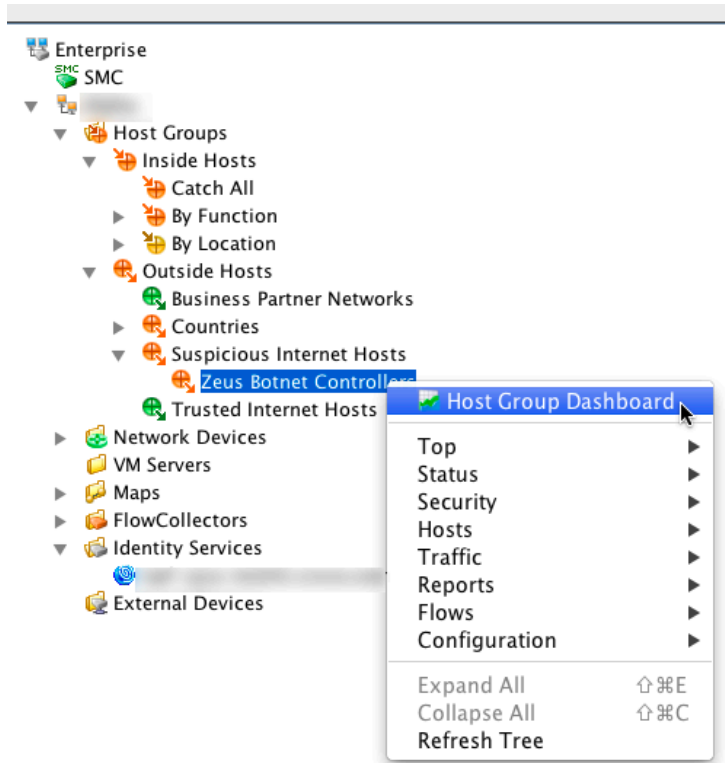 Enterprise
SMC
SMC
Host Groups
Inside Hosts
Catch All
By Function
By Location
Outside Hosts
Business Partner Networks
Countries
Suspicious Internet Hosts
Zeus Botnet Controllers
Trusted Internet Hosts
Network Devices
VM Servers
Maps
FlowCollectors
Identity Services
External Devices
Host Group Dashboard
Top
Status
Security
Hosts
Traffic
Reports
Flows
Configuration
Expand All ⇧⌘E
Collapse All ⇧⌘C
Refresh Tree